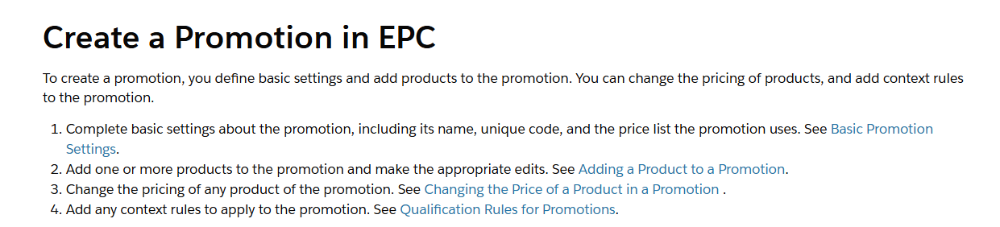 Create a Promotion in EPC
To create a promotion, you define basic settings and add products to the promotion. You can change the pricing of products, and add context rules
to the promotion.
1. Complete basic settings about the promotion, including its name, unique code, and the price list the promotion uses. See Basic Promotion
Settings.
2. Add one or more products to the promotion and make the appropriate edits. See Adding a Product to a Promotion.
3. Change the pricing of any product of the promotion. See Changing the Price of a Product in a Promotion .
4. Add any context rules to apply to the promotion. See Qualification Rules for Promotions.